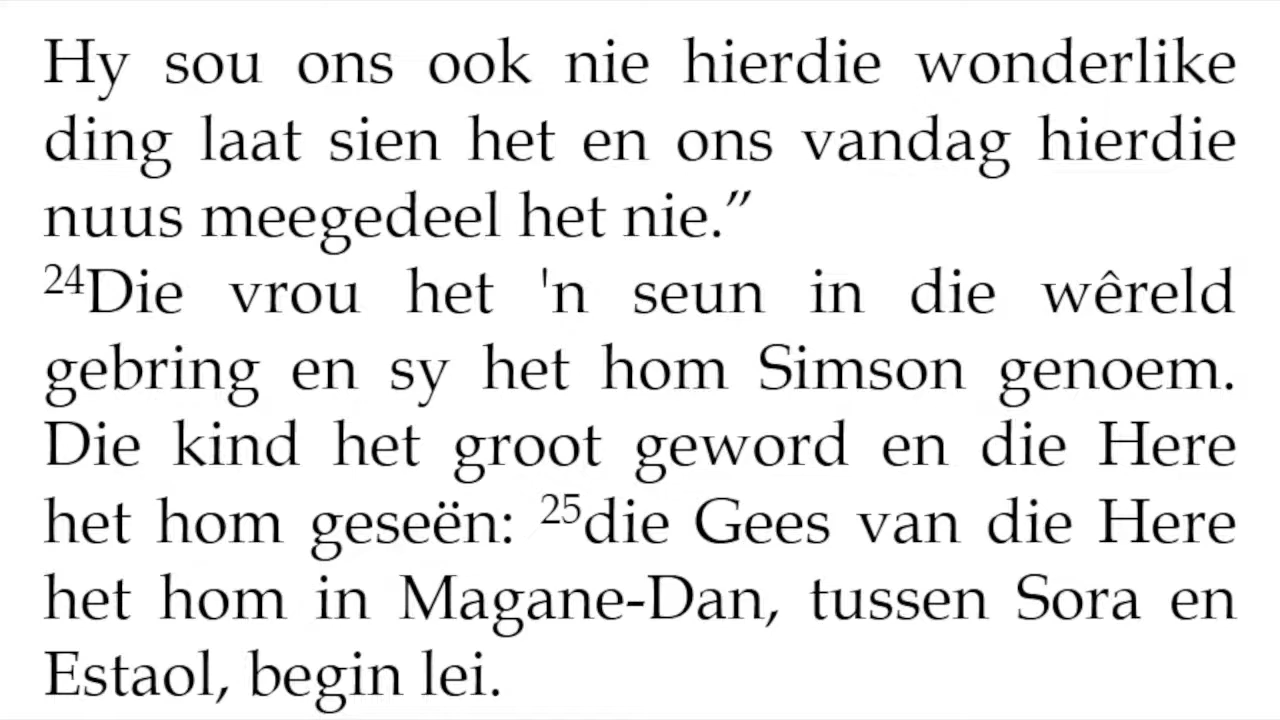 Hy sou ons ook nie hierdie wonderlike
ding laat sien het en ons vandag hierdie
nuus meegedeel het nie.”
²⁴Die vrou het 'n seun in die wêreld
gebring en sy het hom Simson genoem.
Die kind het groot geword en die Here
het hom geseën: ²⁵die Gees van die Here
het hom in Magane-Dan, tussen Sora en
Estaol, begin lei.